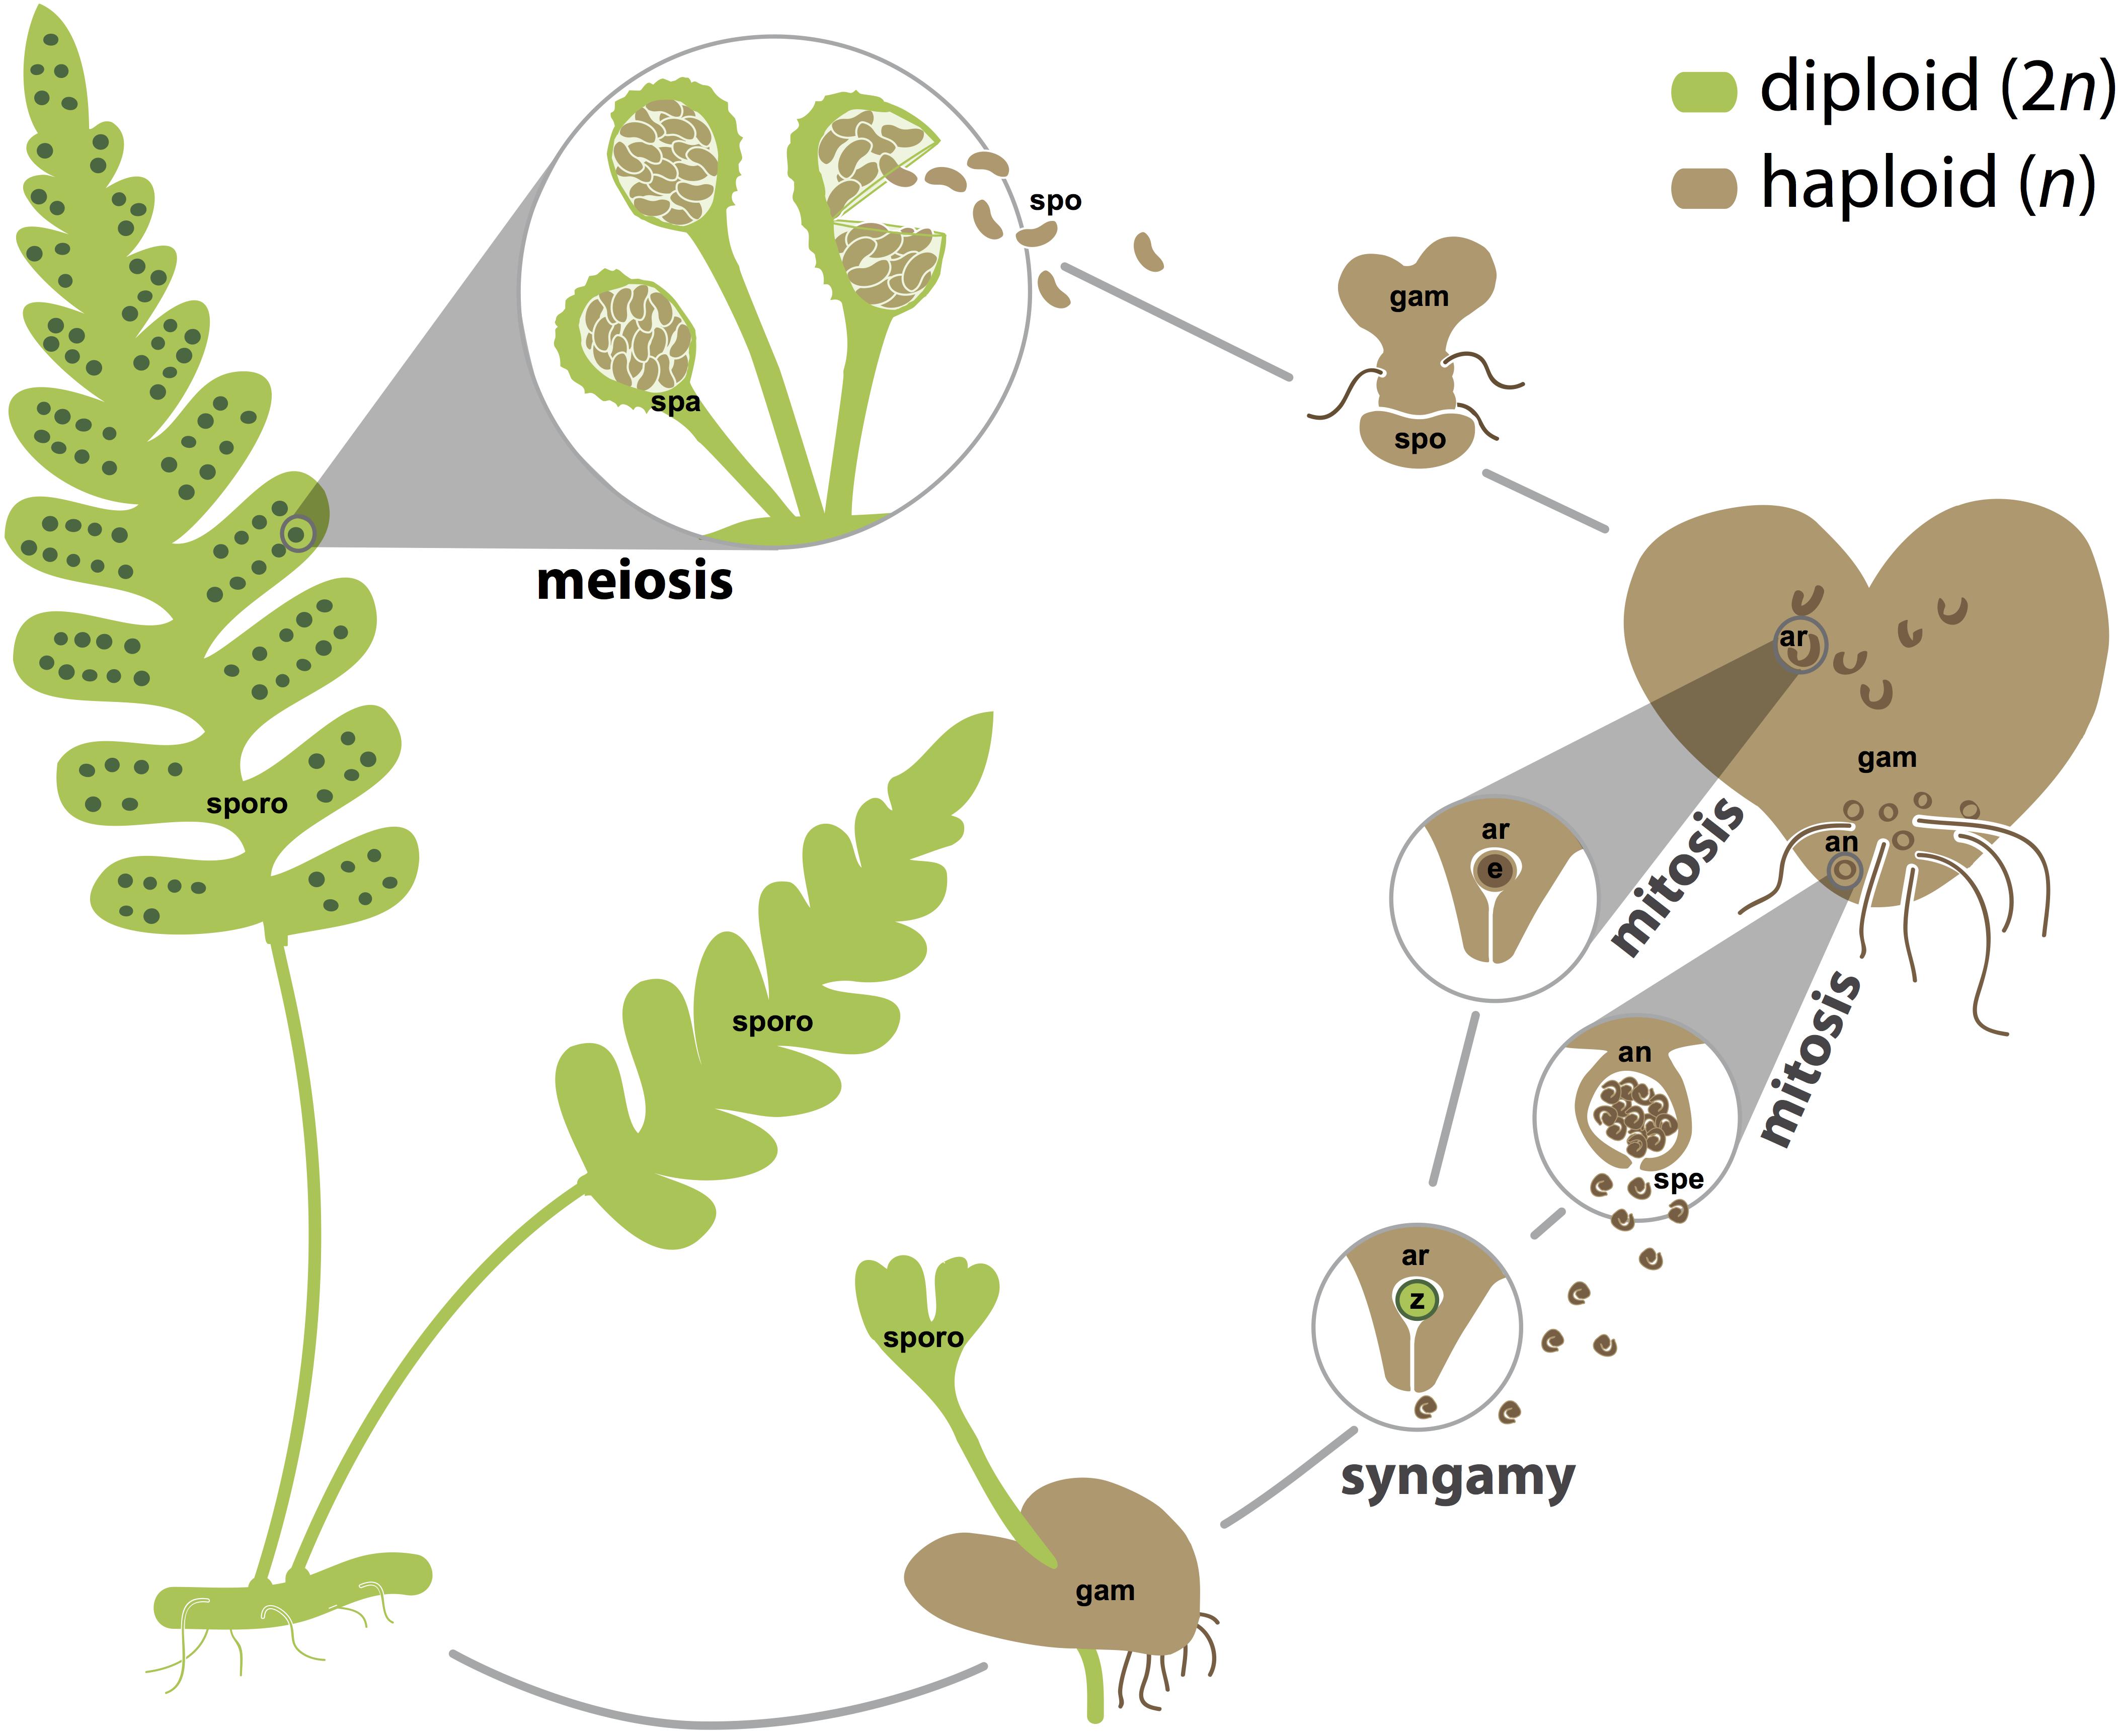 diploid (2n)
haploid (n)
spo
gam
spa
spo
meiosis
ar
gam
sporo
ar
e
mitosis
an
sporo
an
mitosis
spe
ar
z
sporo
syngamy
gam